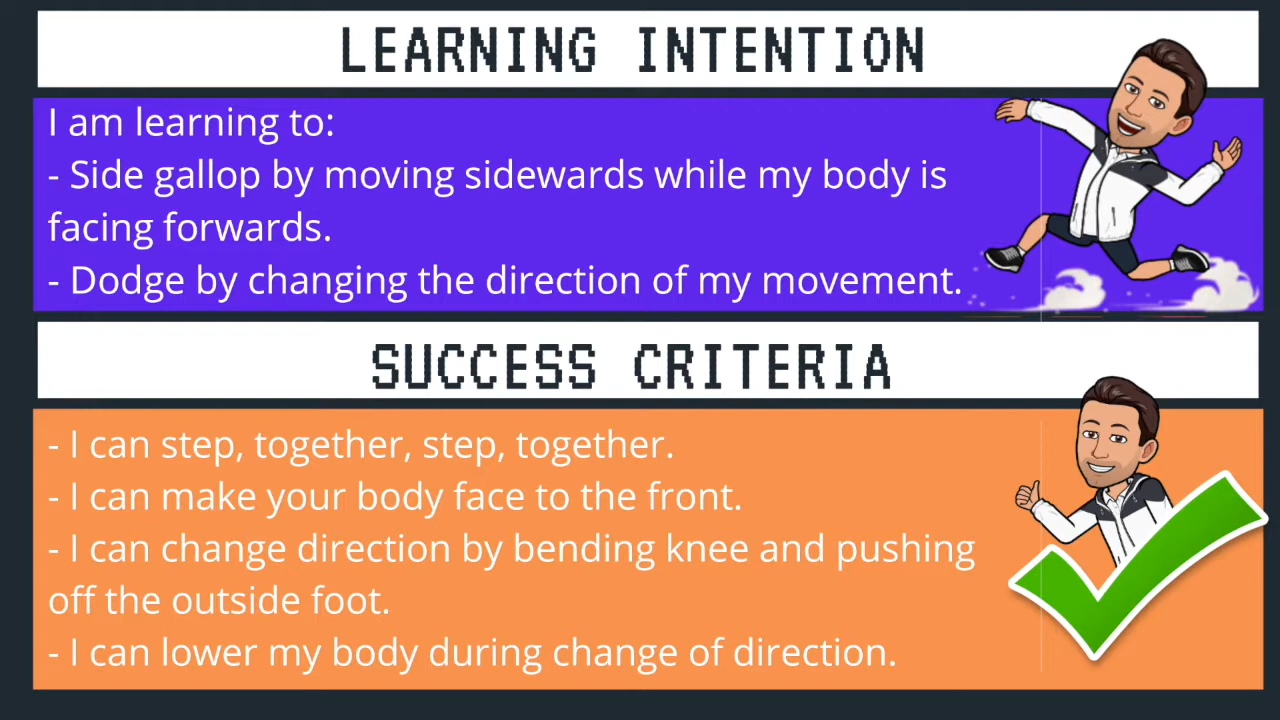 LEARNING INTENTION
I am learning to:
- Side gallop by moving sidewards while my body is
facing forwards.
- Dodge by changing the direction of my movement.
SUCCESS CRITERIA
- I can step, together, step, together.
- I can make your body face to the front.
- I can change direction by bending knee and pushing
off the outside foot.
- I can lower my body during change of direction.